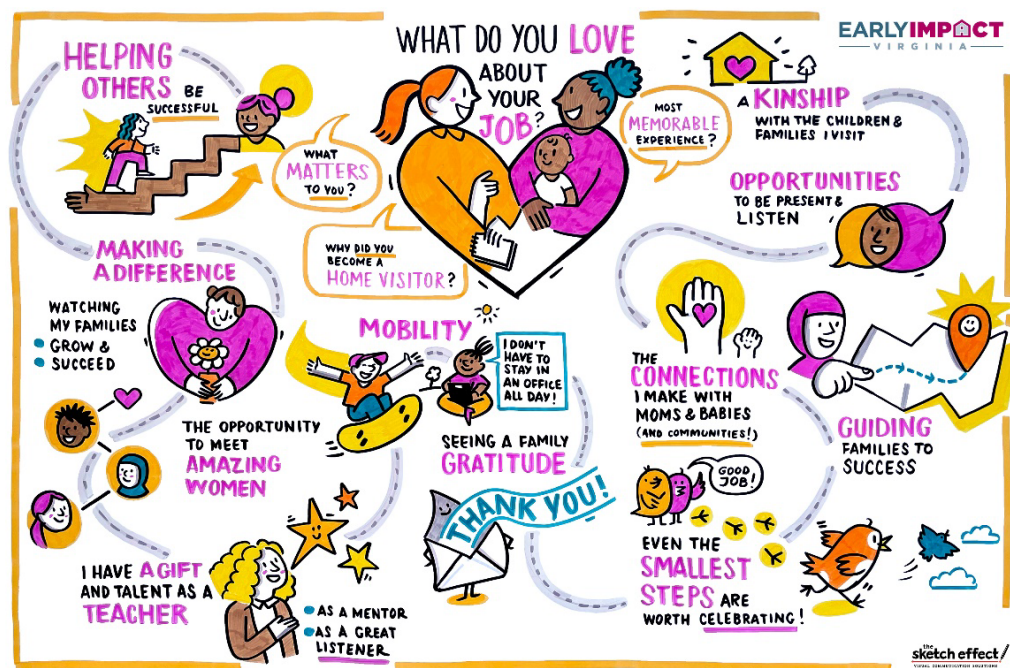 WHAT DO YOU LOVE
ABOUT
YOUR
JOB?
EARLY IMPACT
VIRGINIA
HELPING
OTHERS BE
SUCCESSFUL
WHAT
MATTERS
TO YOU?
WHY DID YOU
BECOME A
HOME VISITOR?
MOST
MEMORABLE
EXPERIENCE?
A KINSHIP
WITH THE CHILDREN &
FAMILIES I VISIT
OPPORTUNITIES
TO BE PRESENT &
LISTEN
MAKING
A DIFFERENCE
WATCHING
MY FAMILIES
GROW &
SUCCEED
THE OPPORTUNITY
TO MEET
AMAZING
WOMEN
MOBILITY
I DON'T
HAVE TO
STAY IN
AN OFFICE
ALL DAY!
SEEING A FAMILY
GRATITUDE
THANK YOU!
THE
CONNECTIONS
I MAKE WITH
MOMS & BABIES
(AND COMMUNITIES!)
GUIDING
FAMILIES TO
SUCCESS
GOOD
JOB!
EVEN THE
SMALLEST
STEPS ARE
WORTH CELEBRATING!
I HAVE A GIFT
AND TALENT AS A
TEACHER
AS A MENTOR
AS A GREAT
LISTENER
the
sketch effect
VISUAL COMMUNICATION SOLUTIONS